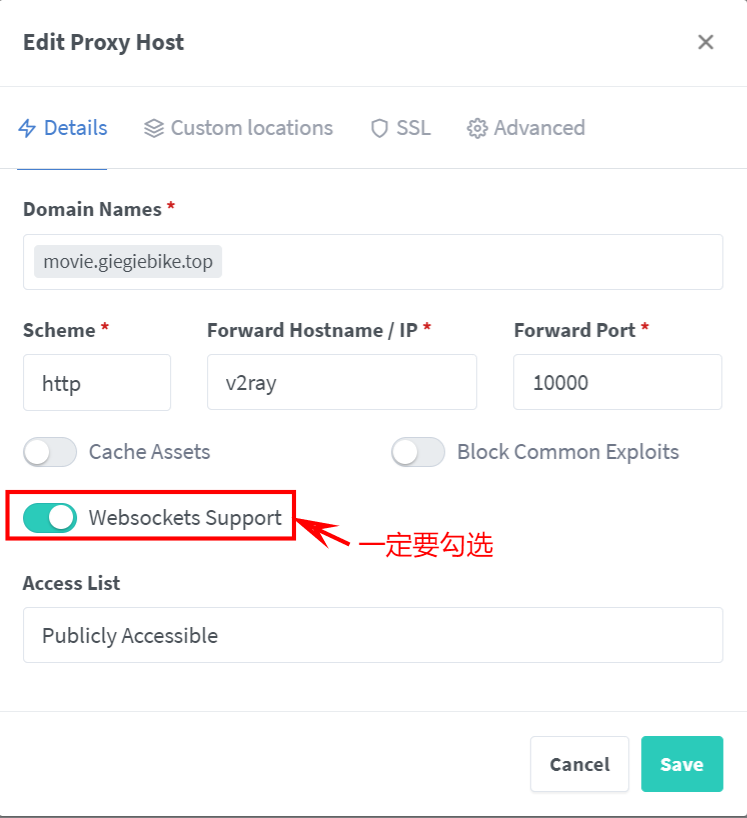 Edit Proxy Host
Details Custom locations SSL Advanced
Domain Names *
movie.giegiebike.top
Scheme * Forward Hostname / IP * Forward Port *
http v2ray 10000
Cache Assets Block Common Exploits
Websockets Support
一定要勾选
Access List
Publicly Accessible
Cancel Save